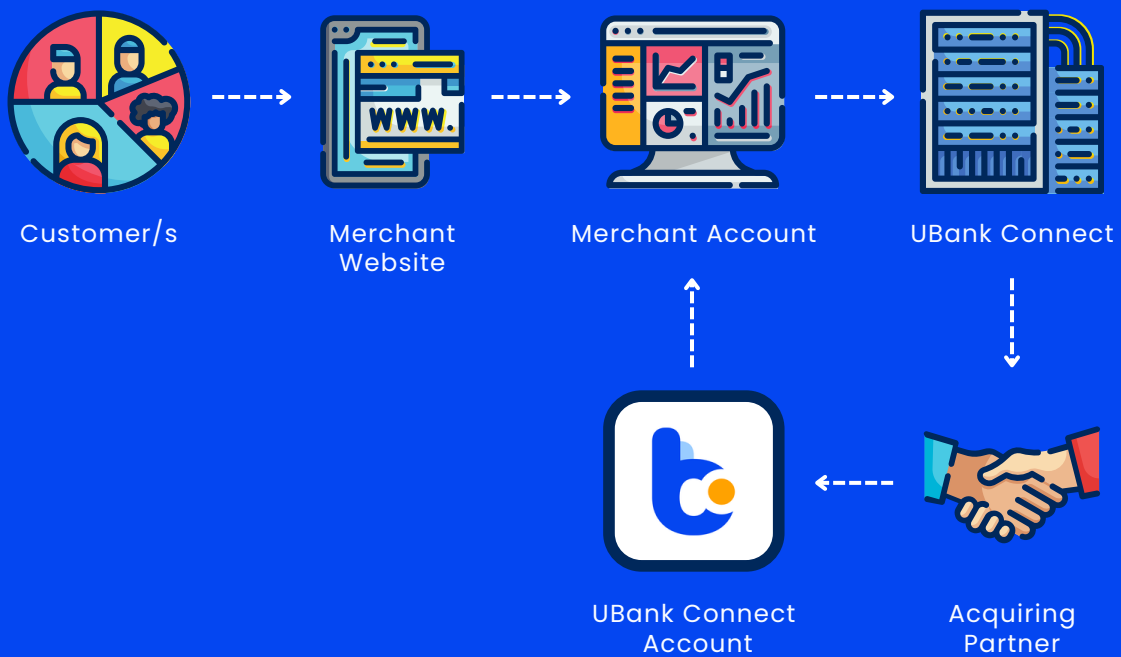 WWW.
Customer/s
Merchant
Website
Merchant Account
UBank Connect
UBank Connect
Account
Acquiring
Partner